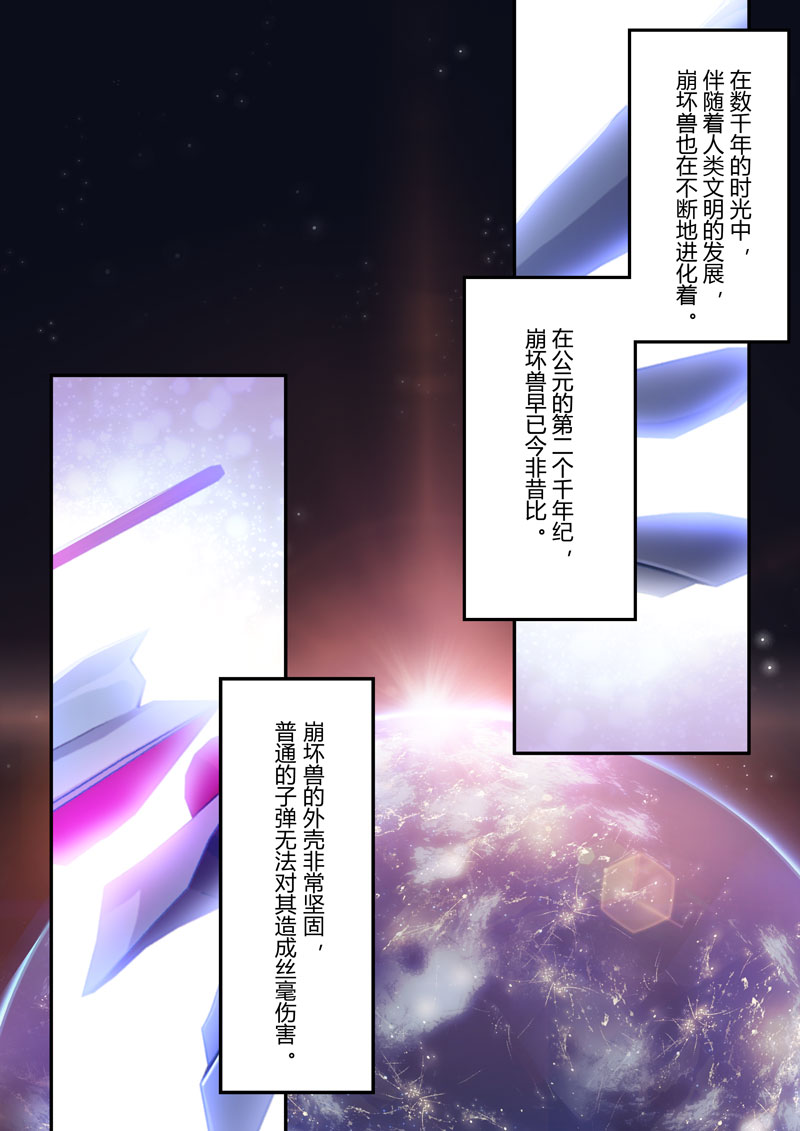 在数千年的时光中，
伴随着人类文明的发展，
崩坏兽也在不断地进化着。
在公元的第二个千年纪，
崩坏兽早已今非昔比。
崩坏兽的外壳非常坚固，
普通的子弹无法对其造成丝毫伤害。